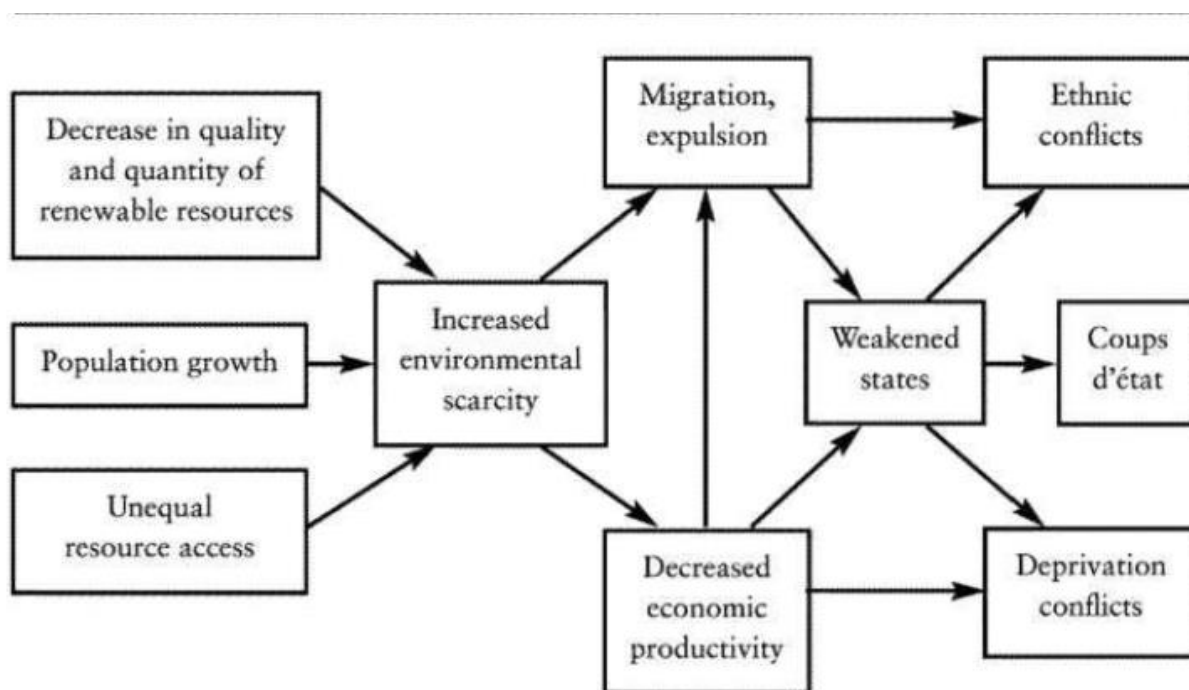 Decrease in quality
and quantity of
renewable resources
Population growth
Unequal
resource access
Increased
environmental
scarcity
Migration,
expulsion
Decreased
economic
productivity
Weakened
states
Ethnic
conflicts
Coups
d'état
Deprivation
conflicts